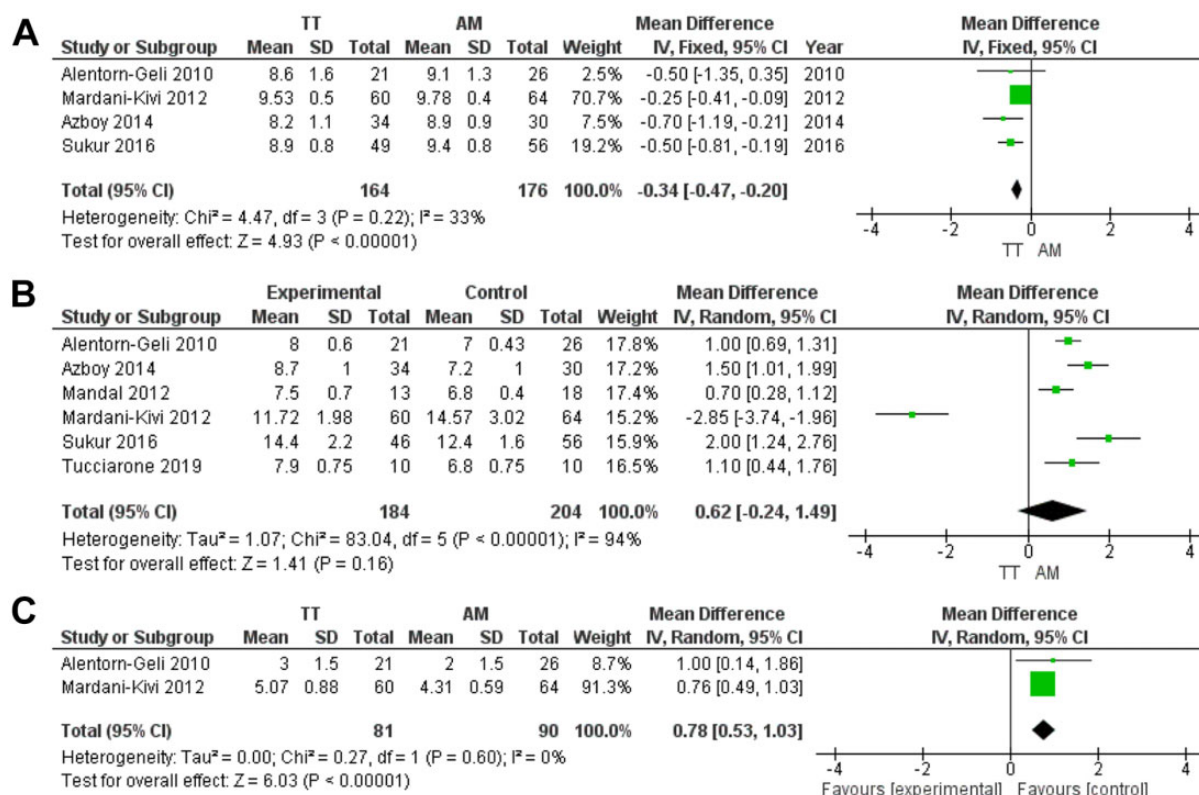 A
TT AM Mean Difference Mean Difference
Study or Subgroup Mean SD Total Mean SD Total Weight IV, Fixed, 95% CI Year IV, Fixed, 95% CI
Alentorn-Geli 2010 8.6 1.6 21 9.1 1.3 26 2.5% -0.50 [-1.35, 0.35] 2010
Mardani-Kivi 2012 9.53 0.5 60 9.78 0.4 64 70.7% -0.25 [-0.41, -0.09] 2012
Azboy 2014 8.2 1.1 34 8.9 0.9 30 7.5% -0.70 [-1.19, -0.21] 2014
Sukur 2016 8.9 0.8 49 9.4 0.8 56 19.2% -0.50 [-0.81, -0.19] 2016
Total (95% CI) 164 176 100.0% -0.34 [-0.47, -0.20]
Heterogeneity: Chi² = 4.47, df = 3 (P = 0.22); I² = 33%
Test for overall effect: Z = 4.93 (P < 0.00001)
-4 -2 0 2 4
TT AM
B
Experimental Control Mean Difference Mean Difference
Study or Subgroup Mean SD Total Mean SD Total Weight IV, Random, 95% CI IV, Random, 95% CI
Alentorn-Geli 2010 8 0.6 21 7 0.43 26 17.8% 1.00 [0.69, 1.31]
Azboy 2014 8.7 1 34 7.2 1 30 17.2% 1.50 [1.01, 1.99]
Mandal 2012 7.5 0.7 13 6.8 0.4 18 17.4% 0.70 [0.28, 1.12]
Mardani-Kivi 2012 11.72 1.98 60 14.57 3.02 64 15.2% -2.85 [-3.74, -1.96]
Sukur 2016 14.4 2.2 46 12.4 1.6 56 15.9% 2.00 [1.24, 2.76]
Tucciarone 2019 7.9 0.75 10 6.8 0.75 10 16.5% 1.10 [0.44, 1.76]
Total (95% CI) 184 204 100.0% 0.62 [-0.24, 1.49]
Heterogeneity: Tau² = 1.07; Chi² = 83.04, df = 5 (P < 0.00001); I² = 94%
Test for overall effect: Z = 1.41 (P = 0.16)
-4 -2 0 2 4
TT AM
C
TT AM Mean Difference Mean Difference
Study or Subgroup Mean SD Total Mean SD Total Weight IV, Random, 95% CI IV, Random, 95% CI
Alentorn-Geli 2010 3 1.5 21 2 1.5 26 8.7% 1.00 [0.14, 1.86]
Mardani-Kivi 2012 5.07 0.88 60 4.31 0.59 64 91.3% 0.76 [0.49, 1.03]
Total (95% CI) 81 90 100.0% 0.78 [0.53, 1.03]
Heterogeneity: Tau² = 0.00; Chi² = 0.27, df = 1 (P = 0.60); I² = 0%
Test for overall effect: Z = 6.03 (P < 0.00001)
-4 -2 0 2 4
Favours [experimental] Favours [control]